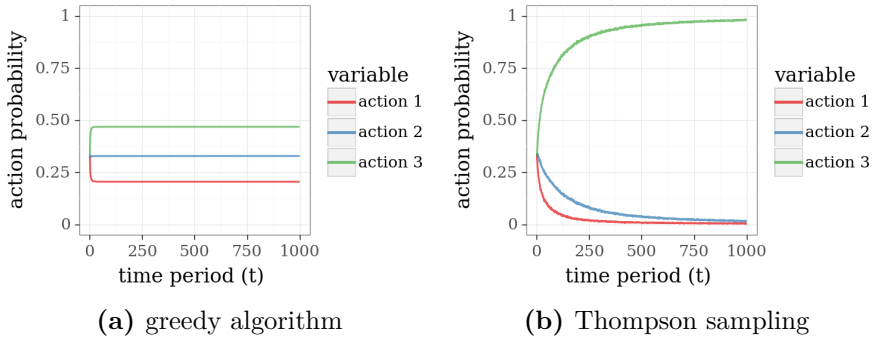 1
0.75
0.50
0.25
0
0 250 500 750 1000
action probability
time period (t)
variable
action 1
action 2
action 3
(a) greedy algorithm
1
0.75
0.50
0.25
0
0 250 500 750 1000
action probability
time period (t)
variable
action 1
action 2
action 3
(b) Thompson sampling